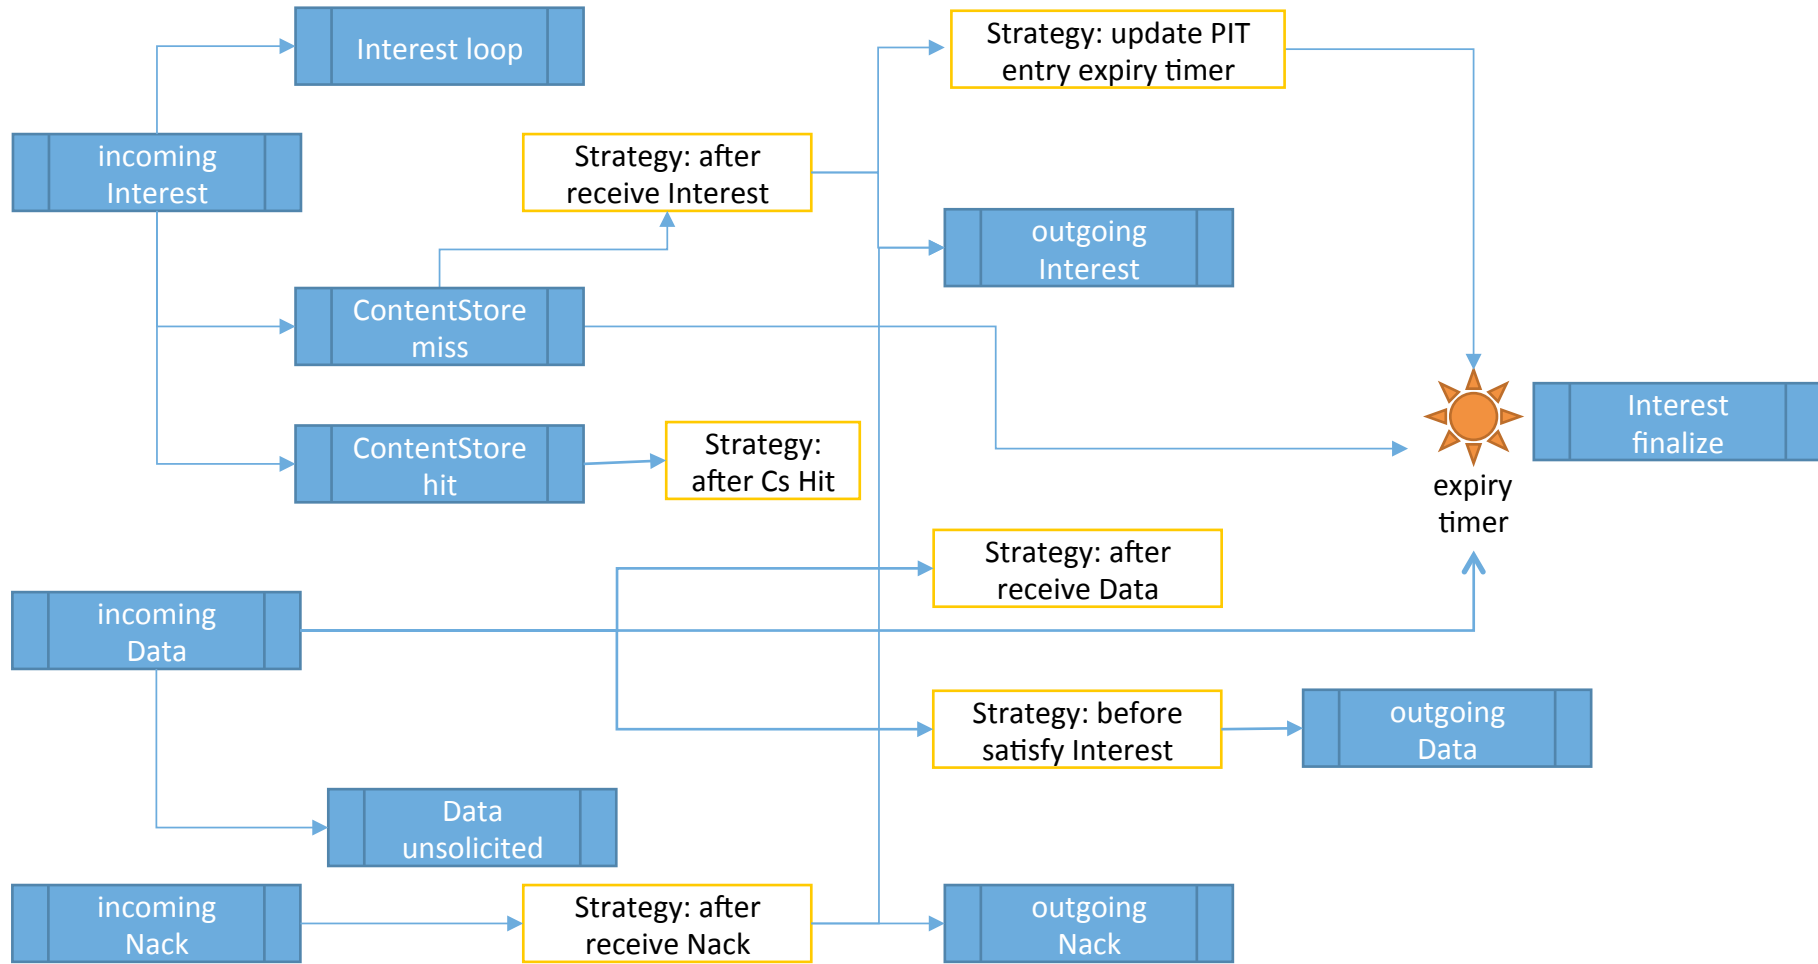 Interest loop
Strategy: update PIT
entry expiry timer
incoming
Interest
Strategy: after
receive Interest
outgoing
Interest
ContentStore
miss
Interest
finalize
ContentStore
hit
Strategy:
after Cs Hit
expiry
timer
Strategy: after
receive Data
incoming
Data
Strategy: before
satisfy Interest
outgoing
Data
Data
unsolicited
incoming
Nack
Strategy: after
receive Nack
outgoing
Nack